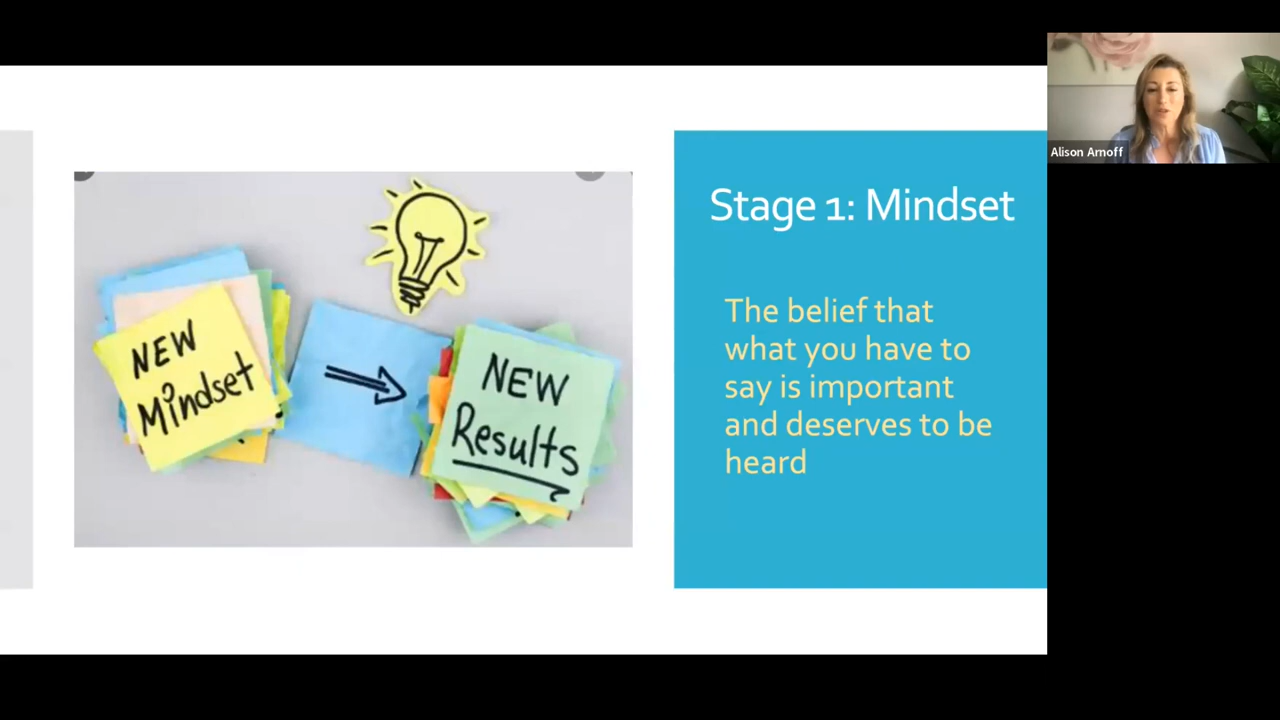 NEW
Mindset
NEW
Results
Stage 1: Mindset
The belief that
what you have to
say is important
and deserves to be
heard
Alison Arnoff